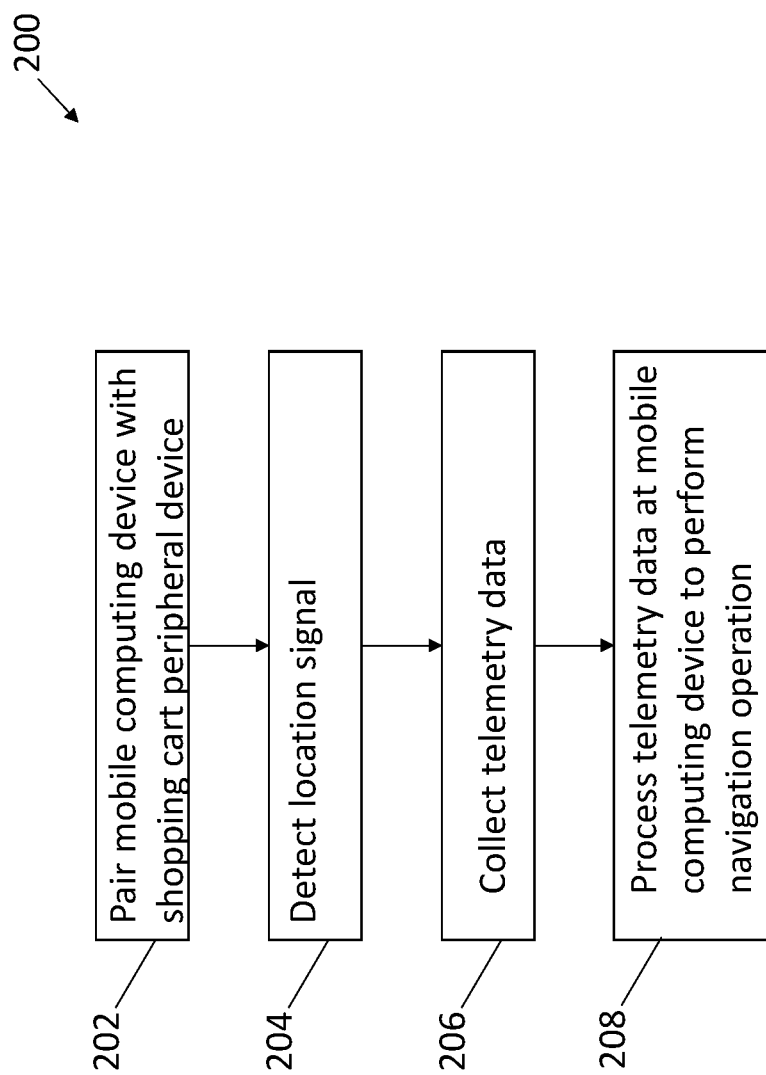 200
202
Pair mobile computing device with
shopping cart peripheral device
204
Detect location signal
206
Collect telemetry data
208
Process telemetry data at mobile
computing device to perform
navigation operation